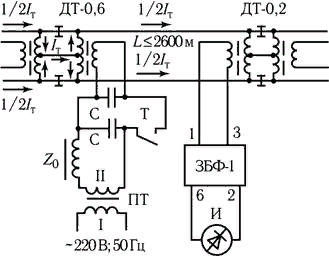 1/2Iт ДТ-0,6 1/2Iт ДТ-0,2
Iт L≤2600 м
1/2Iт
1/2Iт
С Т
С
1 3
Z0
ЗБФ-1
II
ПТ
6 2
И
I
~220 В; 50 Гц